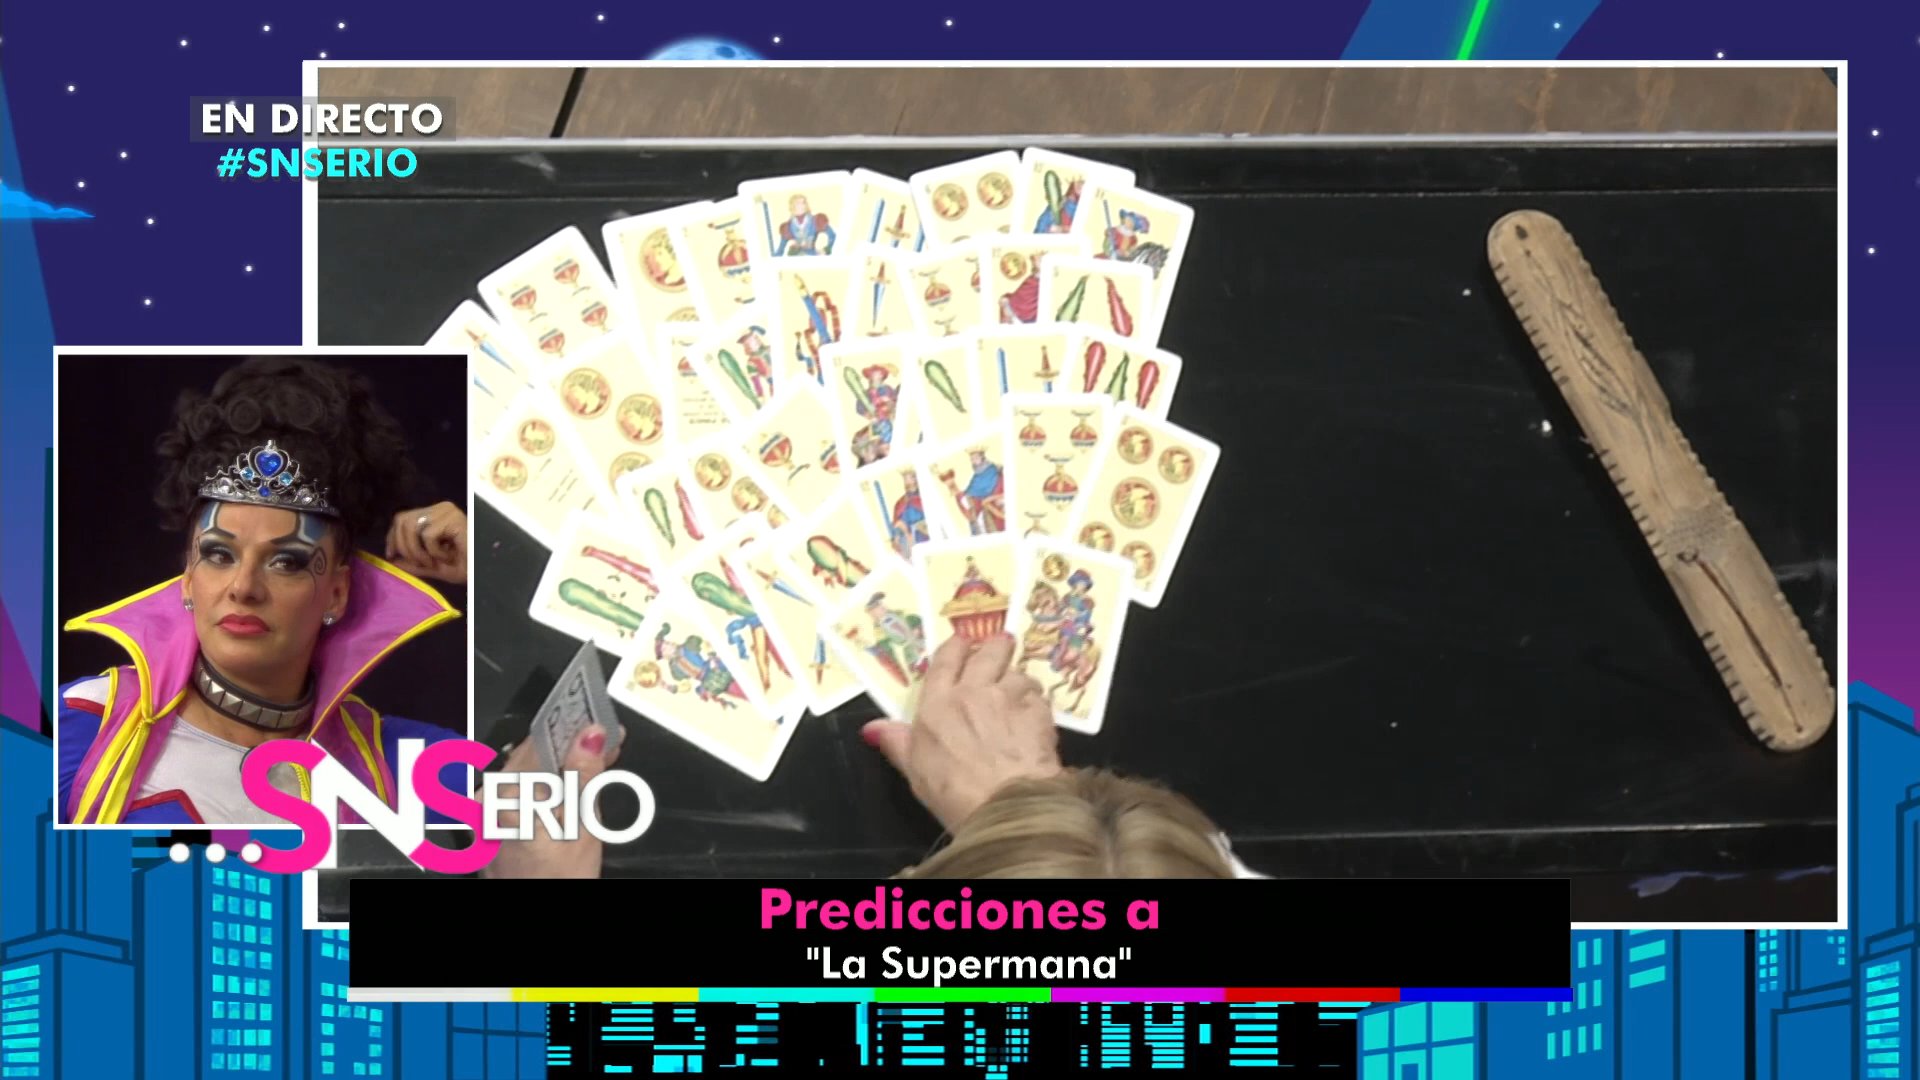 EN DIRECTO
#SNSERIO
...SNSERIO
Predicciones a
"La Supermana"